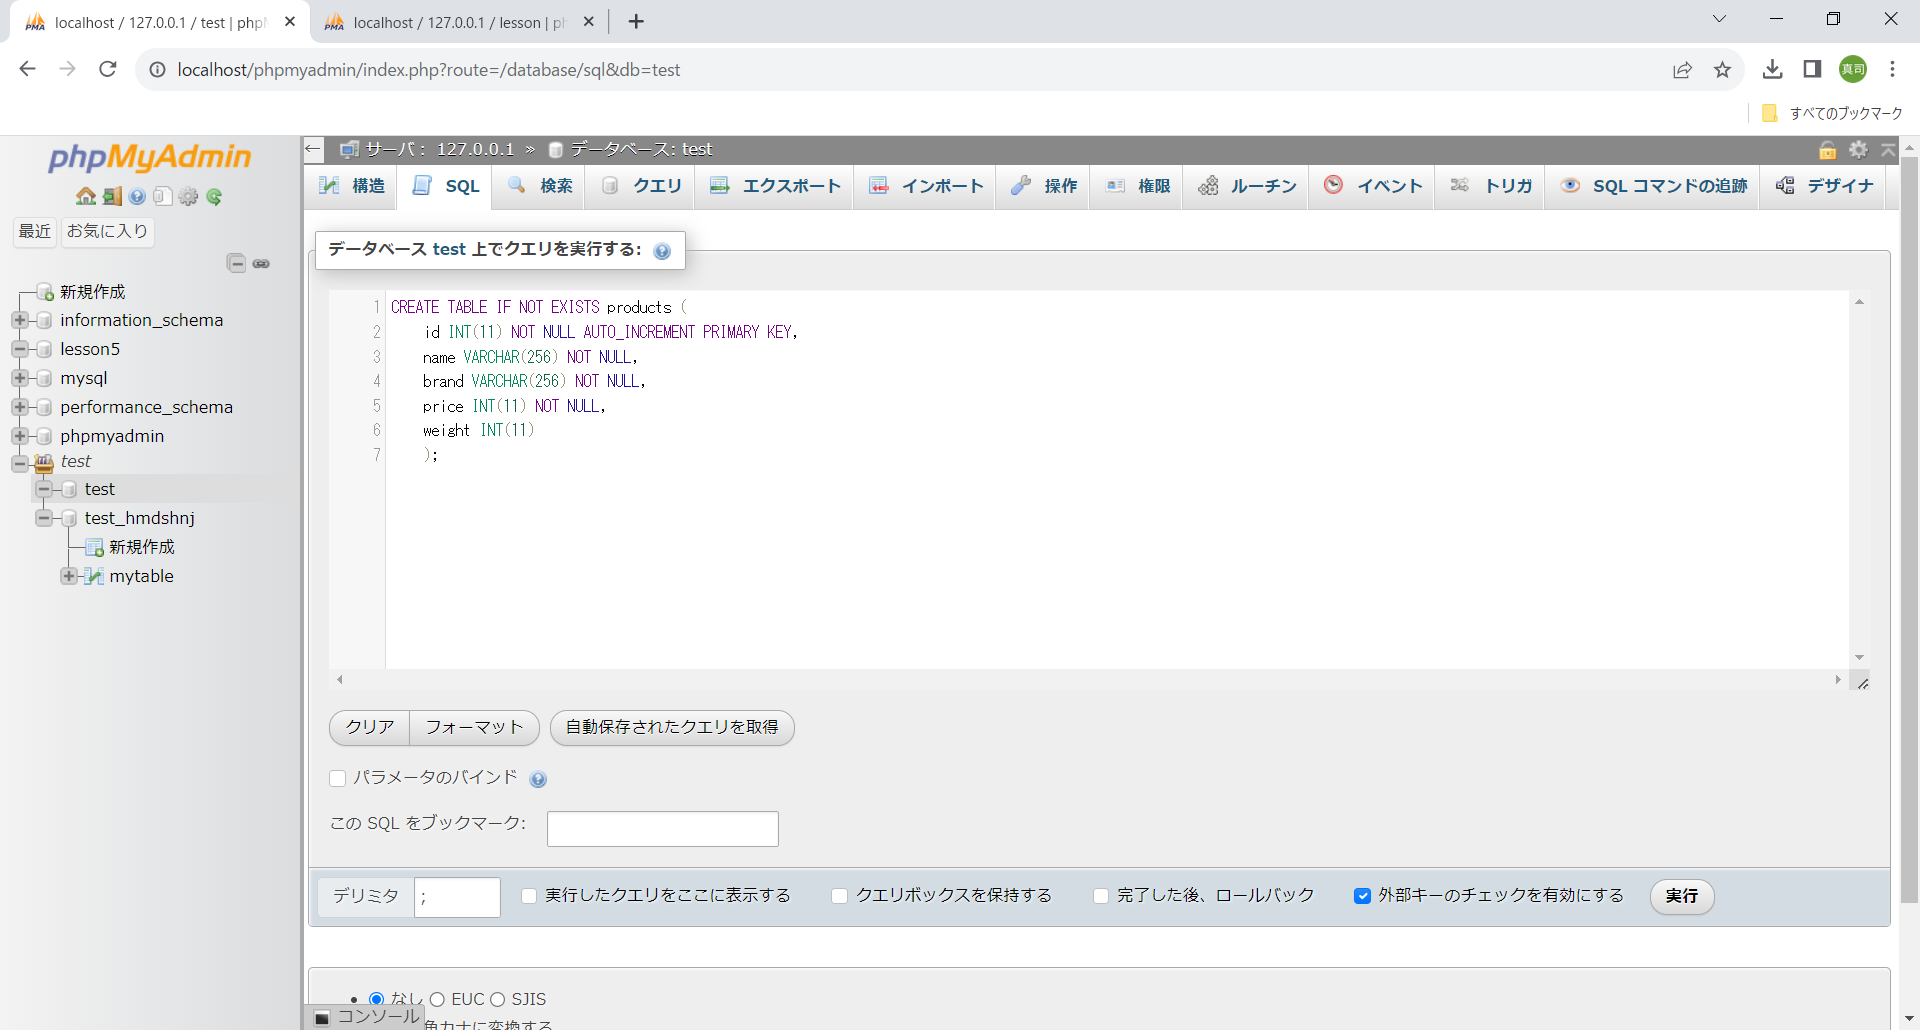 localhost / 127.0.0.1 / test | phpM
localhost / 127.0.0.1 / lesson | ph
localhost/phpmyadmin/index.php?route=/database/sql&db=test
真司
すべてのブックマーク
phpMyAdmin
最近 お気に入り
新規作成
information_schema
lesson5
mysql
performance_schema
phpmyadmin
test
test
test_hmdshnj
新規作成
mytable
サーバ: 127.0.0.1 » データベース: test
構造 SQL 検索 クエリ エクスポート インポート 操作 権限 ルーチン イベント トリガ SQL コマンドの追跡 デザイナ
データベース test 上でクエリを実行する:
1 CREATE TABLE IF NOT EXISTS products (
2 id INT(11) NOT NULL AUTO_INCREMENT PRIMARY KEY,
3 name VARCHAR(256) NOT NULL,
4 brand VARCHAR(256) NOT NULL,
5 price INT(11) NOT NULL,
6 weight INT(11)
7 );
クリア フォーマット 自動保存されたクエリを取得
パラメータのバインド
この SQL をブックマーク:
デリミタ ; 実行したクエリをここに表示する クエリボックスを保持する 完了した後、ロールバック 外部キーのチェックを有効にする 実行
なし EUC SJIS
コンソール
角カナに変換する